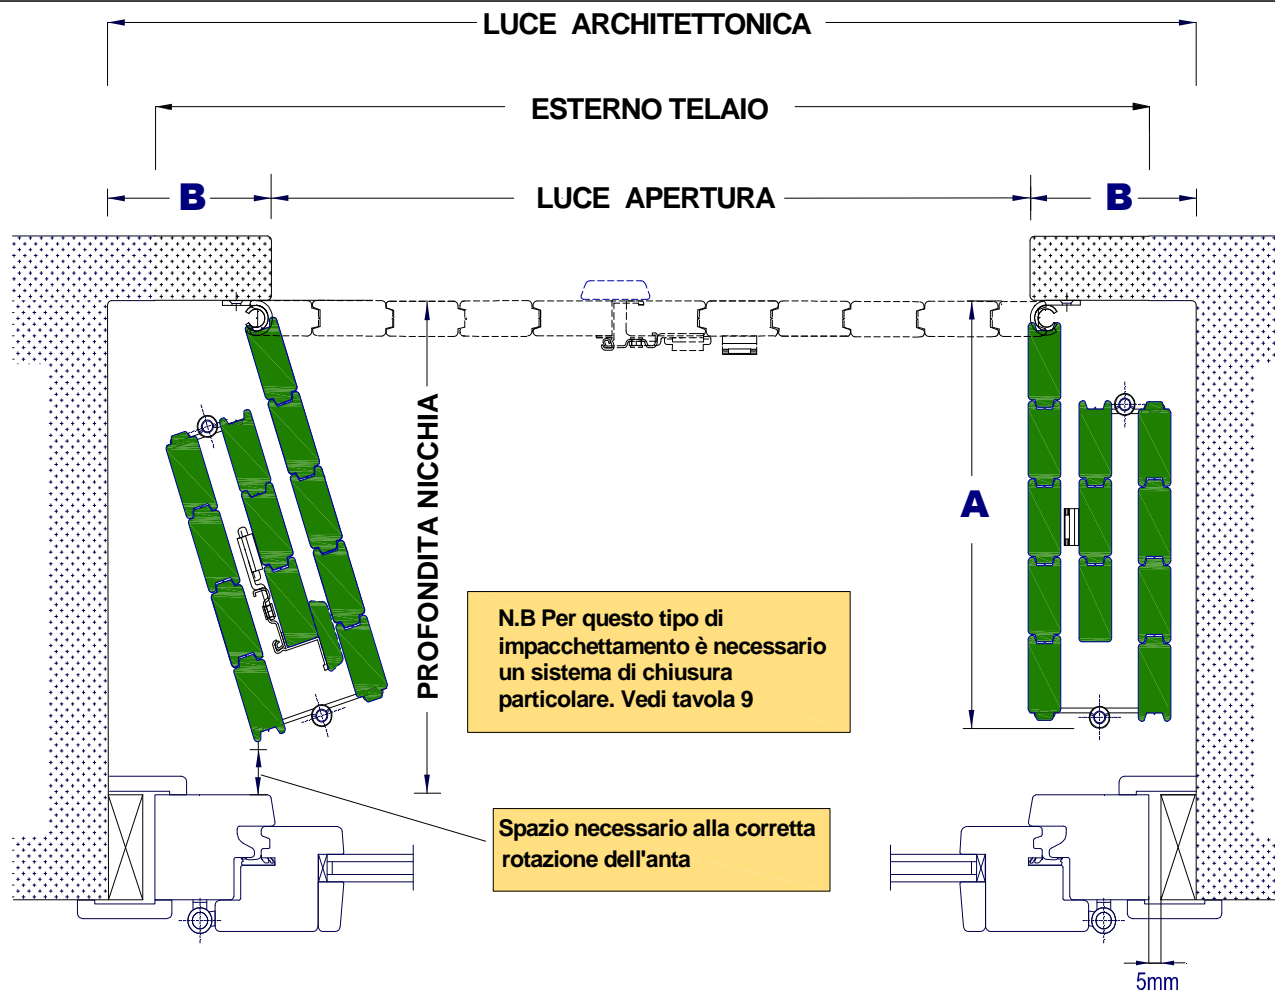 LUCE ARCHITETTONICA
ESTERNO TELAIO
B
LUCE APERTURA
B
PROFONDITA NICCHIA
A
N.B Per questo tipo di
impacchettamento è necessario
un sistema di chiusura
particolare. Vedi tavola 9
Spazio necessario alla corretta
rotazione dell'anta
5mm